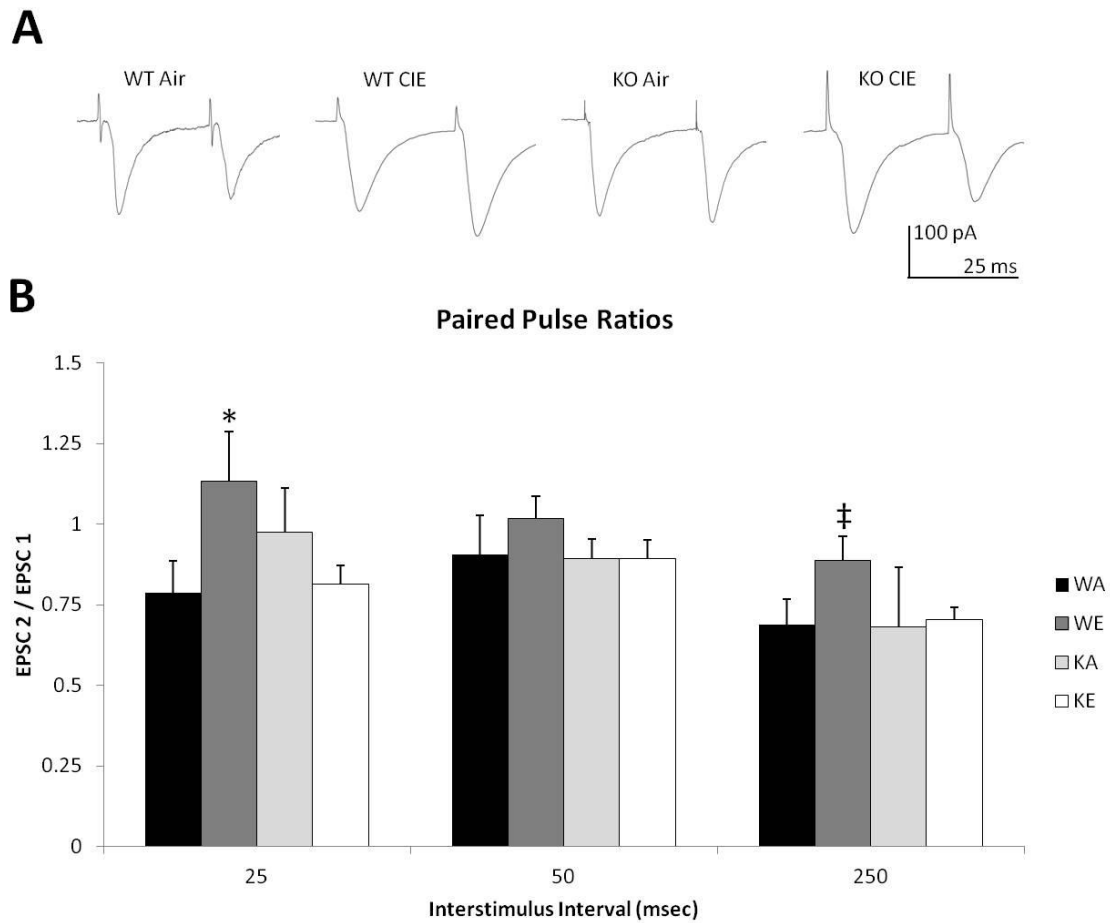 A
WT Air
WT CIE
KO Air
KO CIE
100 pA
25 ms
B
Paired Pulse Ratios
1.5
1.25
1
0.75
0.5
0.25
0
EPSC 2 / EPSC 1
*
‡
25
50
250
Interstimulus Interval (msec)
WA
WE
KA
KE